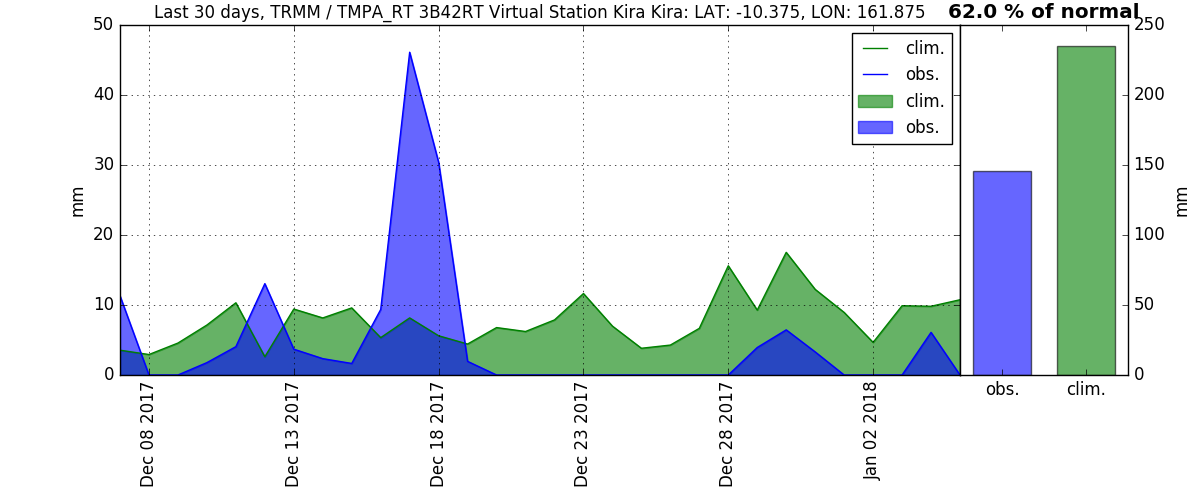 Last 30 days, TRMM / TMPA_RT 3B42RT Virtual Station Kira Kira: LAT: -10.375, LON: 161.875
62.0 % of normal
50
40
30
20
10
0
mm
clim.
obs.
clim.
obs.
250
200
150
100
50
0
mm
Dec 08 2017
Dec 13 2017
Dec 18 2017
Dec 23 2017
Dec 28 2017
Jan 02 2018
obs.
clim.